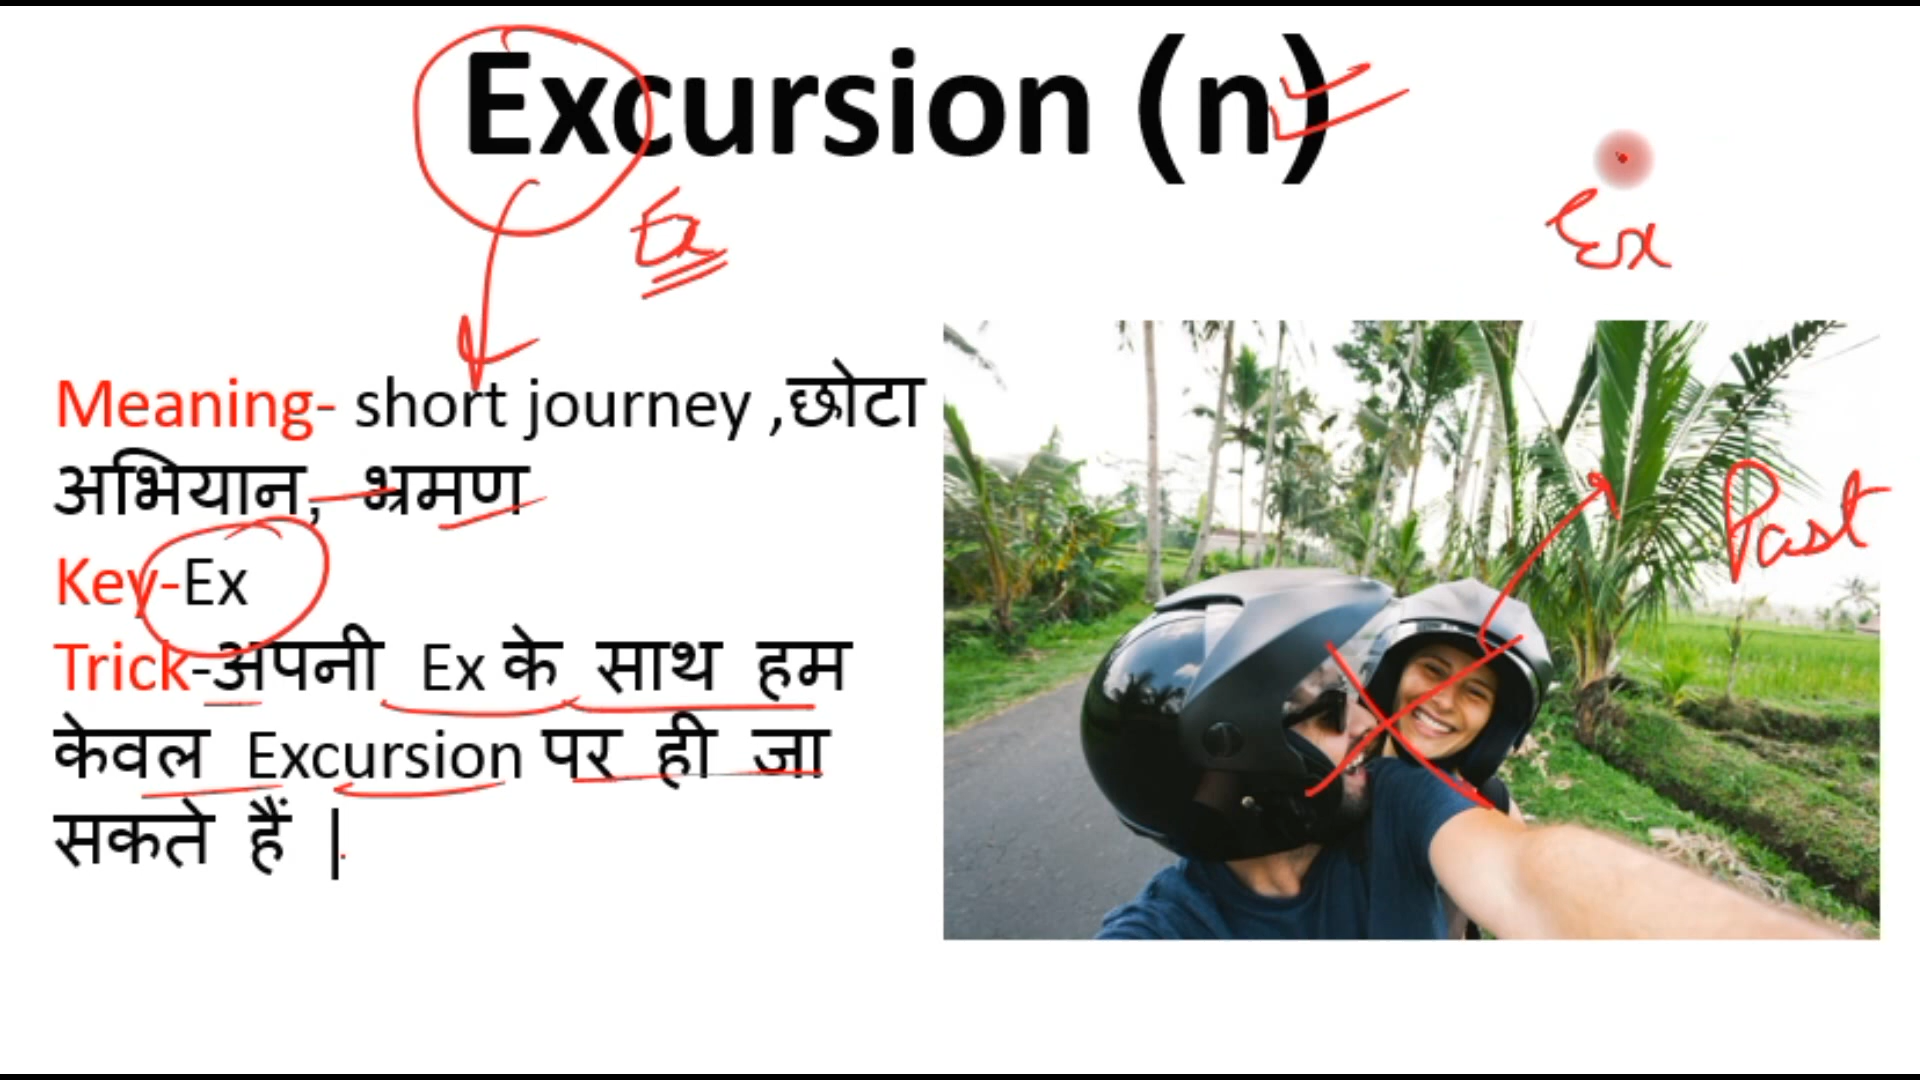 Excursion (n)
Ex
Ex
Meaning- short journey ,छोटा
अभियान, भ्रमण
Past
Key-Ex
Trick-अपनी Ex के साथ हम
केवल Excursion पर ही जा
सकते हैं |